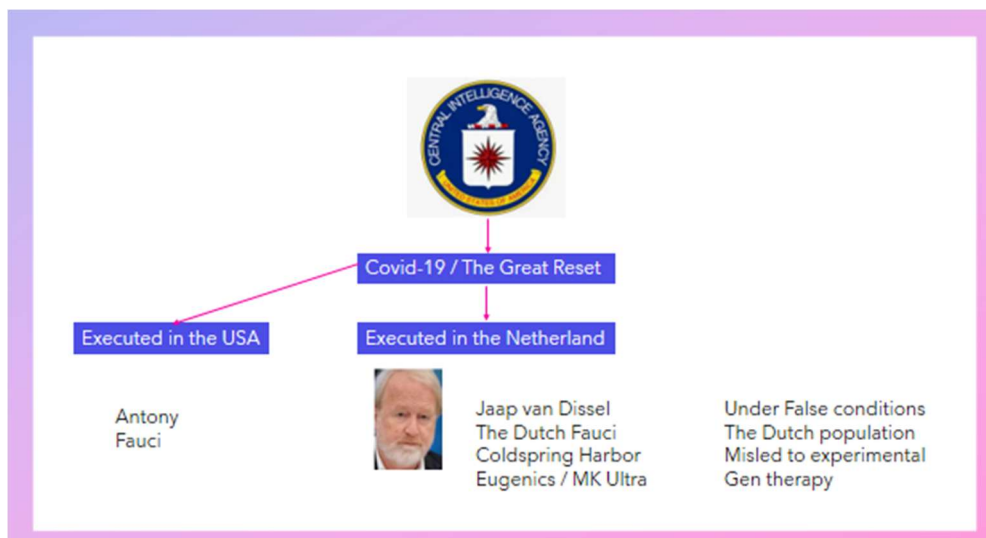 CENTRAL INTELLIGENCE AGENCY
UNITED STATES OF AMERICA
Covid-19 / The Great Reset
Executed in the USA
Executed in the Netherland
Antony
Fauci
Jaap van Dissel
The Dutch Fauci
Coldspring Harbor
Eugenics / MK Ultra
Under False conditions
The Dutch population
Misled to experimental
Gen therapy